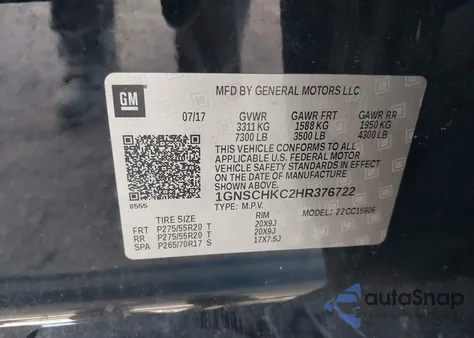 GM
MFD BY GENERAL MOTORS LLC
07/17 GVWR GAWR FRT GAWR RR
3311 KG 1588 KG 1950 KG
7300 LB 3500 LB 4300 LB
THIS VEHICLE CONFORMS TO ALL
APPLICABLE U.S. FEDERAL MOTOR
VEHICLE SAFETY STANDARDS IN EFFECT
ON THE DATE OF MANUFACTURE
SHOWN ABOVE.
1GNSCHKC2HR376722
TYPE: M.P.V. MODEL: 22CC15906
8555
TIRE SIZE RIM
FRT P275/55R20 T 20X9J
RR P275/55R20 T 20X9J
SPA P265/70R17 S 17X7.5J
autoSnap